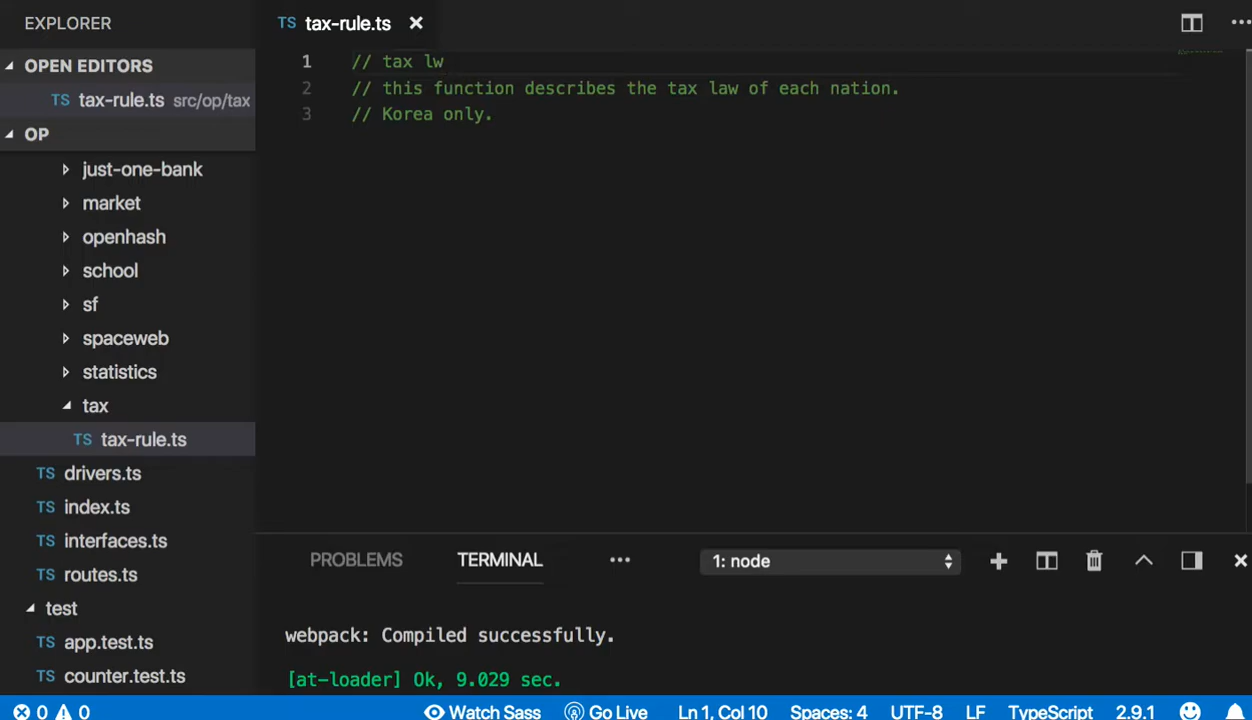 EXPLORER
OPEN EDITORS
TS tax-rule.ts src/op/tax
OP
just-one-bank
market
openhash
school
sf
spaceweb
statistics
tax
TS tax-rule.ts
TS drivers.ts
TS index.ts
TS interfaces.ts
TS routes.ts
test
TS app.test.ts
TS counter.test.ts
TS tax-rule.ts
1 // tax lw
2 // this function describes the tax law of each nation.
3 // Korea only.
PROBLEMS TERMINAL ... 1: node
webpack: Compiled successfully.
[at-loader] Ok, 9.029 sec.
0 0 Watch Sass Go Live Ln 1, Col 10 Spaces: 4 UTF-8 LF TypeScript 2.9.1